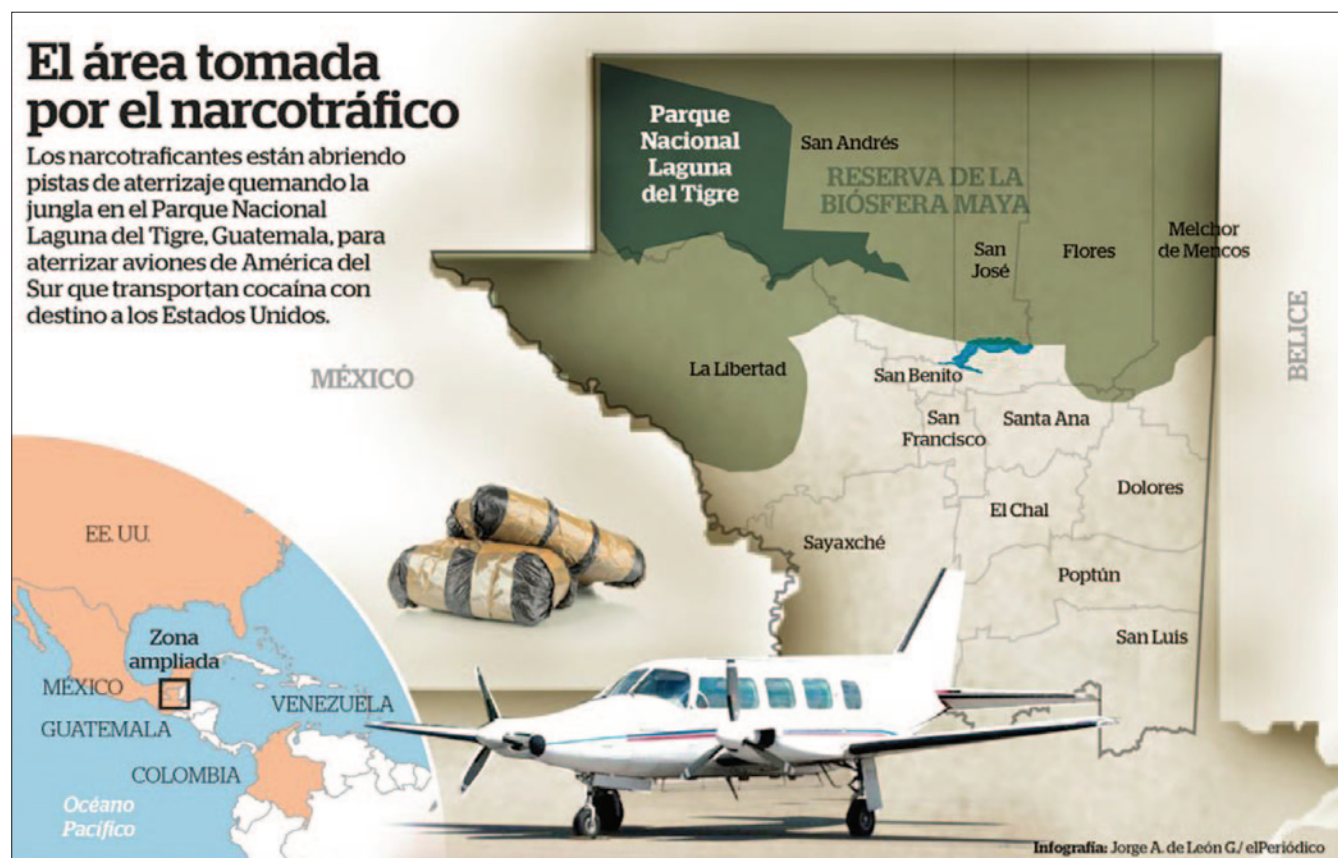 El área tomada
por el narcotráfico
Los narcotraficantes están abriendo
pistas de aterrizaje quemando la
jungla en el Parque Nacional
Laguna del Tigre, Guatemala, para
aterrizar aviones de América del
Sur que transportan cocaína con
destino a los Estados Unidos.
Parque
Nacional
Laguna
del Tigre
San Andrés
RESERVA DE LA
BIÓSFERA MAYA
San
José
Flores
Melchor
de Mencos
BELICE
MÉXICO
La Libertad
San Benito
San
Francisco
Santa Ana
Dolores
El Chal
Sayaxché
Poptún
San Luis
EE. UU.
Zona
ampliada
MÉXICO
GUATEMALA
VENEZUELA
COLOMBIA
Océano
Pacífico
Infografía: Jorge A. de León G./ elPeriódico